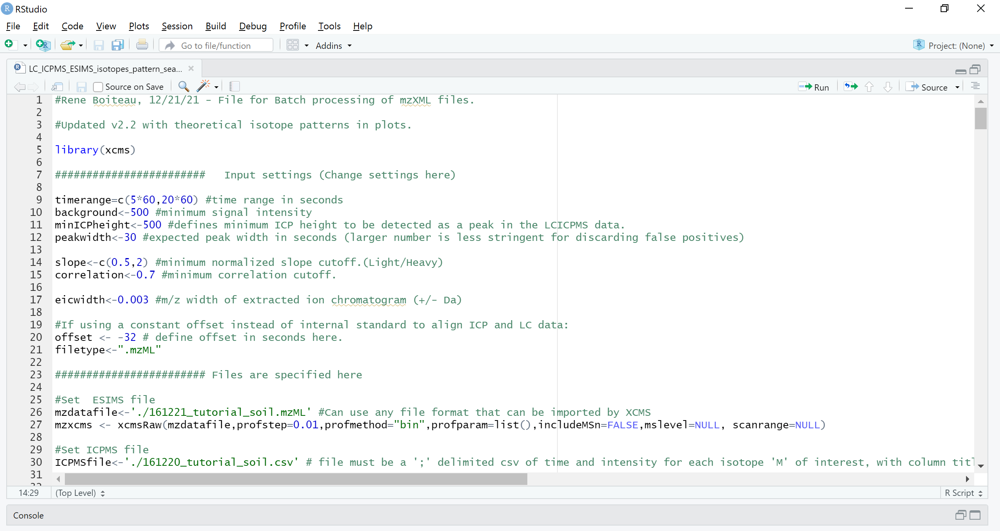 RStudio
File Edit Code View Plots Session Build Debug Profile Tools Help
Go to file/function Addins Project: (None)
LC_ICPMS_ESIMS_isotopes_pattern_sea...
Source on Save Run Source
1 #Rene Boiteau, 12/21/21 - File for Batch processing of mzXML files.
2
3 #Updated v2.2 with theoretical isotope patterns in plots.
4
5 library(xcms)
6
7 ######################## Input settings (Change settings here)
8
9 timerange=c(5*60,20*60) #time range in seconds
10 background<-500 #minimum signal intensity
11 minICPheight<-500 #defines minimum ICP height to be detected as a peak in the LCICPMS data.
12 peakwidth<-30 #expected peak width in seconds (larger number is less stringent for discarding false positives)
13
14 slope<-c(0.5,2) #minimum normalized slope cutoff.(Light/Heavy)
15 correlation<-0.7 #minimum correlation cutoff.
16
17 eicwidth<-0.003 #m/z width of extracted ion chromatogram (+/- Da)
18
19 #If using a constant offset instead of internal standard to align ICP and LC data:
20 offset <- -32 # define offset in seconds here.
21 filetype<-".mzML"
22
23 ######################## Files are specified here
24
25 #Set  ESIMS file
26 mzdatafile<-'./161221_tutorial_soil.mzML' #Can use any file format that can be imported by XCMS
27 mzxcms <- xcmsRaw(mzdatafile,profstep=0.01,profmethod="bin",profparam=list(),includeMSn=FALSE,mslevel=NULL, scanrange=NULL)
28
29 #Set ICPMS file
30 ICPMSfile<-'./161220_tutorial_soil.csv' # file must be a ';' delimited csv of time and intensity for each isotope 'M' of interest, with column titl
31
14:29 (Top Level) R Script
Console